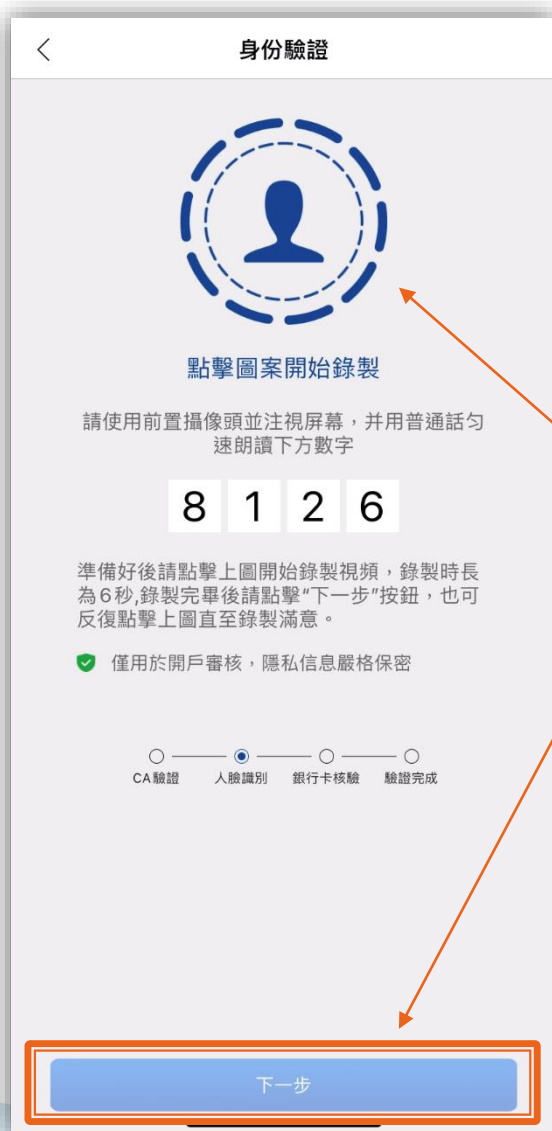 身份驗證
點擊圖案開始錄製
請使用前置攝像頭並注視屏幕，并用普通話勻
速朗讀下方數字
8 1 2 6
準備好後請點擊上圖開始錄製視頻，錄製時長
為6秒,錄製完畢後請點擊“下一步”按鈕，也可
反復點擊上圖直至錄製滿意。
僅用於開戶審核，隱私信息嚴格保密
CA驗證 人臉識別 銀行卡核驗 驗證完成
下一步